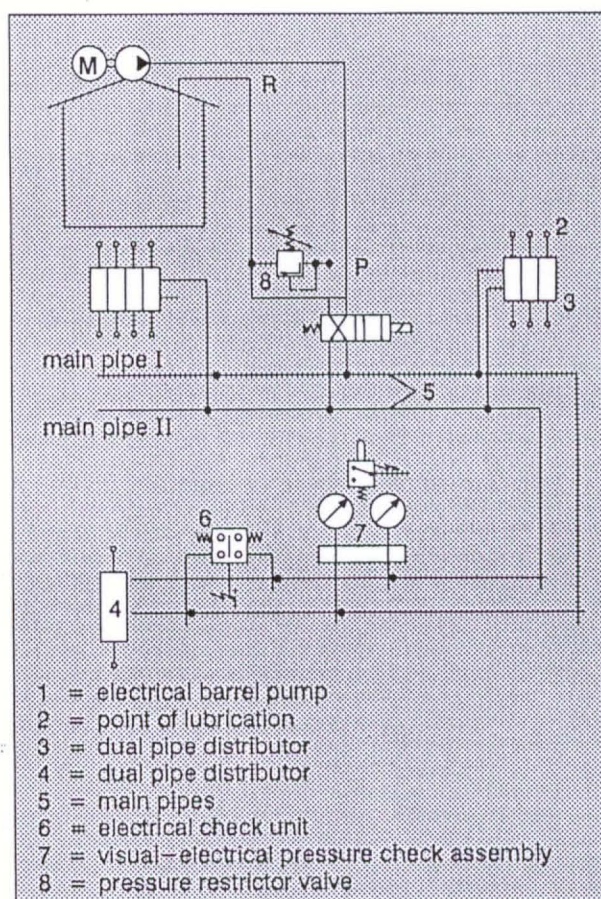 M
R
2
8
P
3
main pipe I
5
main pipe II
6
7
4
1 = electrical barrel pump
2 = point of lubrication
3 = dual pipe distributor
4 = dual pipe distributor
5 = main pipes
6 = electrical check unit
7 = visual-electrical pressure check assembly
8 = pressure restrictor valve